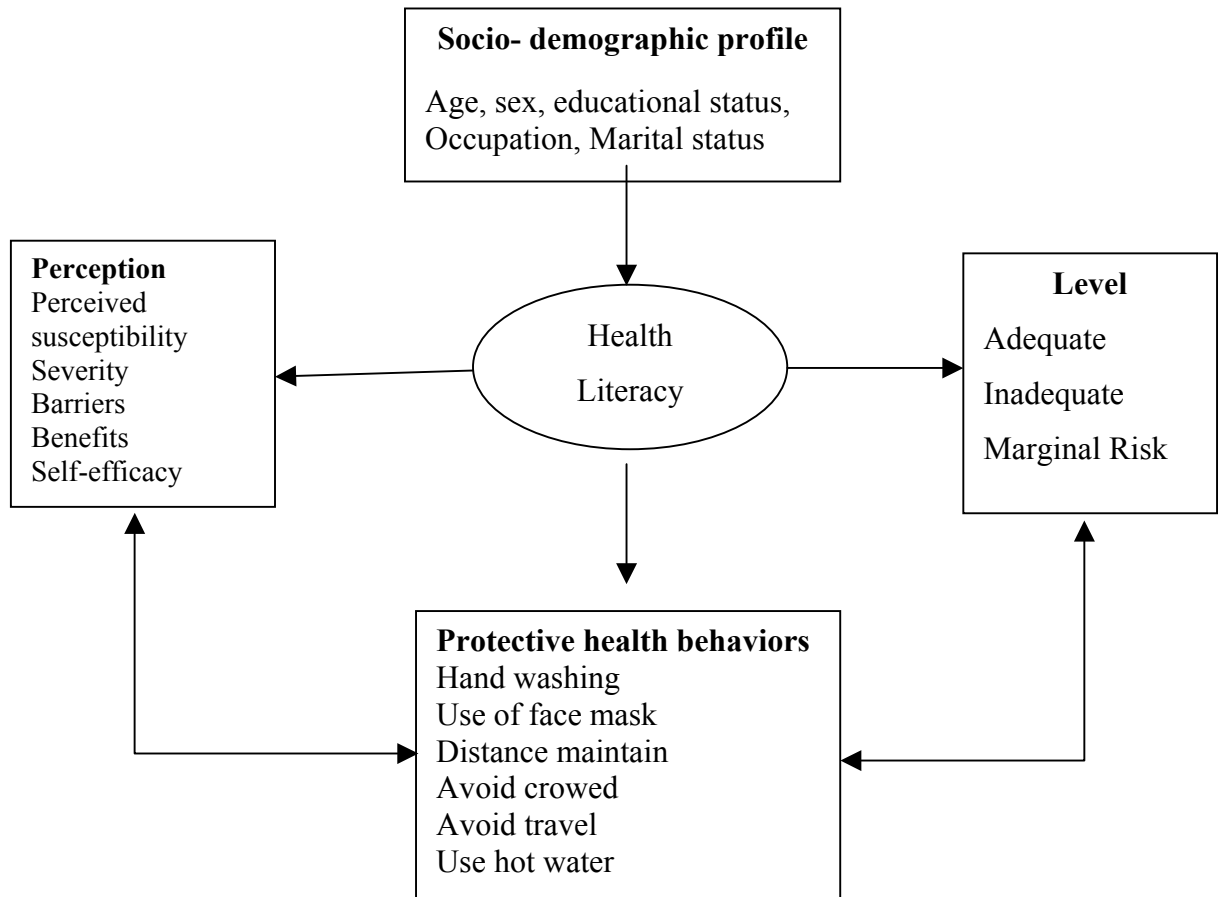 Socio- demographic profile
Age, sex, educational status,
Occupation, Marital status
Perception
Perceived
susceptibility
Severity
Barriers
Benefits
Self-efficacy
Health
Literacy
Level
Adequate
Inadequate
Marginal Risk
Protective health behaviors
Hand washing
Use of face mask
Distance maintain
Avoid crowed
Avoid travel
Use hot water